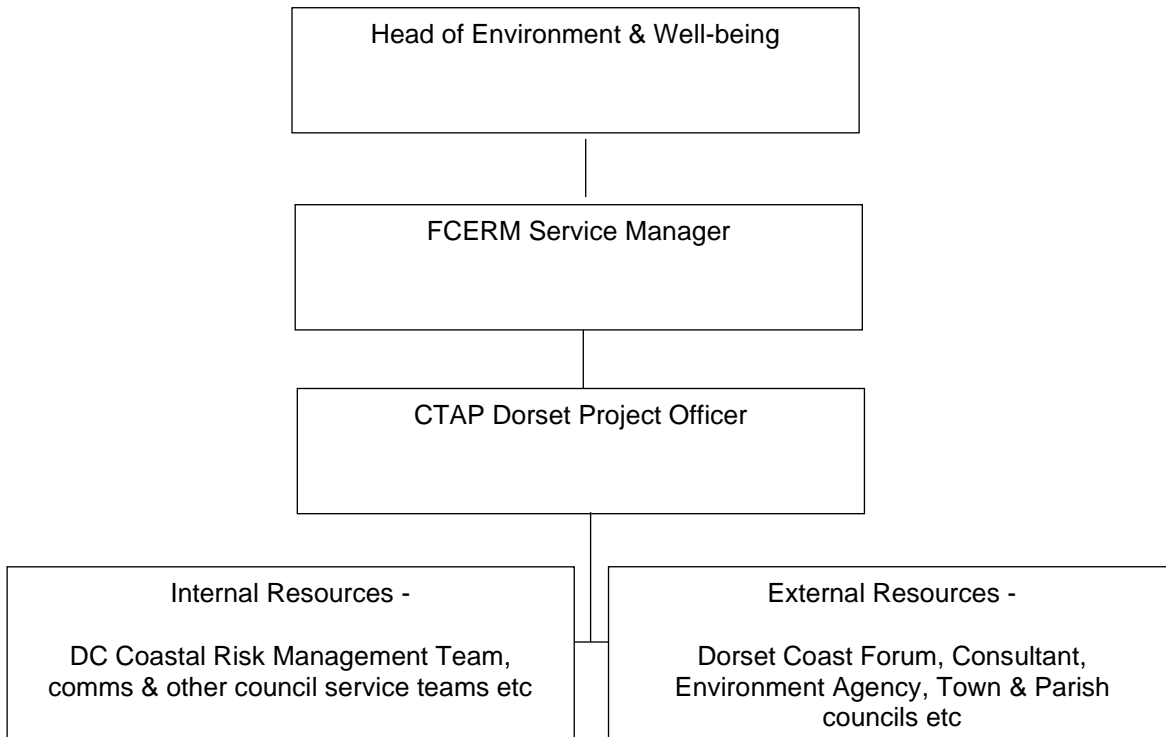 Head of Environment & Well-being
FCERM Service Manager
CTAP Dorset Project Officer
Internal Resources -
DC Coastal Risk Management Team,
comms & other council service teams etc
External Resources -
Dorset Coast Forum, Consultant,
Environment Agency, Town & Parish
councils etc